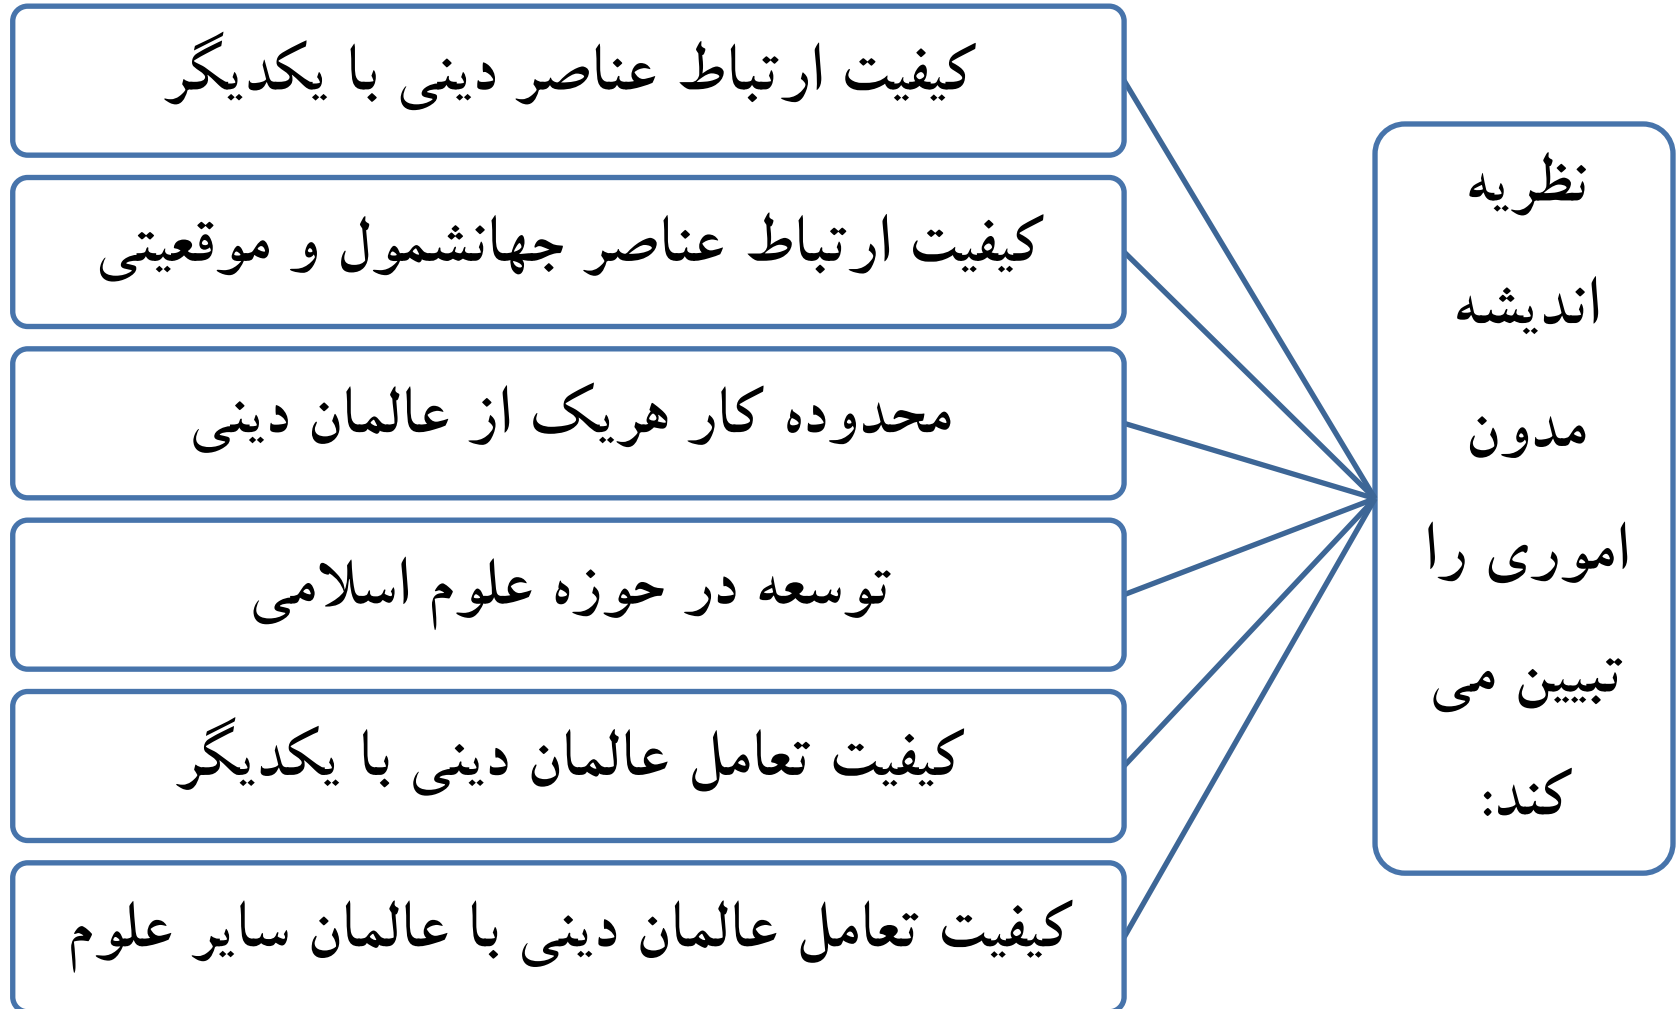 نظریه
اندیشه
مدون
اموری را
تبیین می
کند:
کیفیت ارتباط عناصر دینی با یکدیگر
کیفیت ارتباط عناصر جهانشمول و موقعیتی
محدوده کار هریک از عالمان دینی
توسعه در حوزه علوم اسلامی
کیفیت تعامل عالمان دینی با یکدیگر
کیفیت تعامل عالمان دینی با عالمان سایر علوم